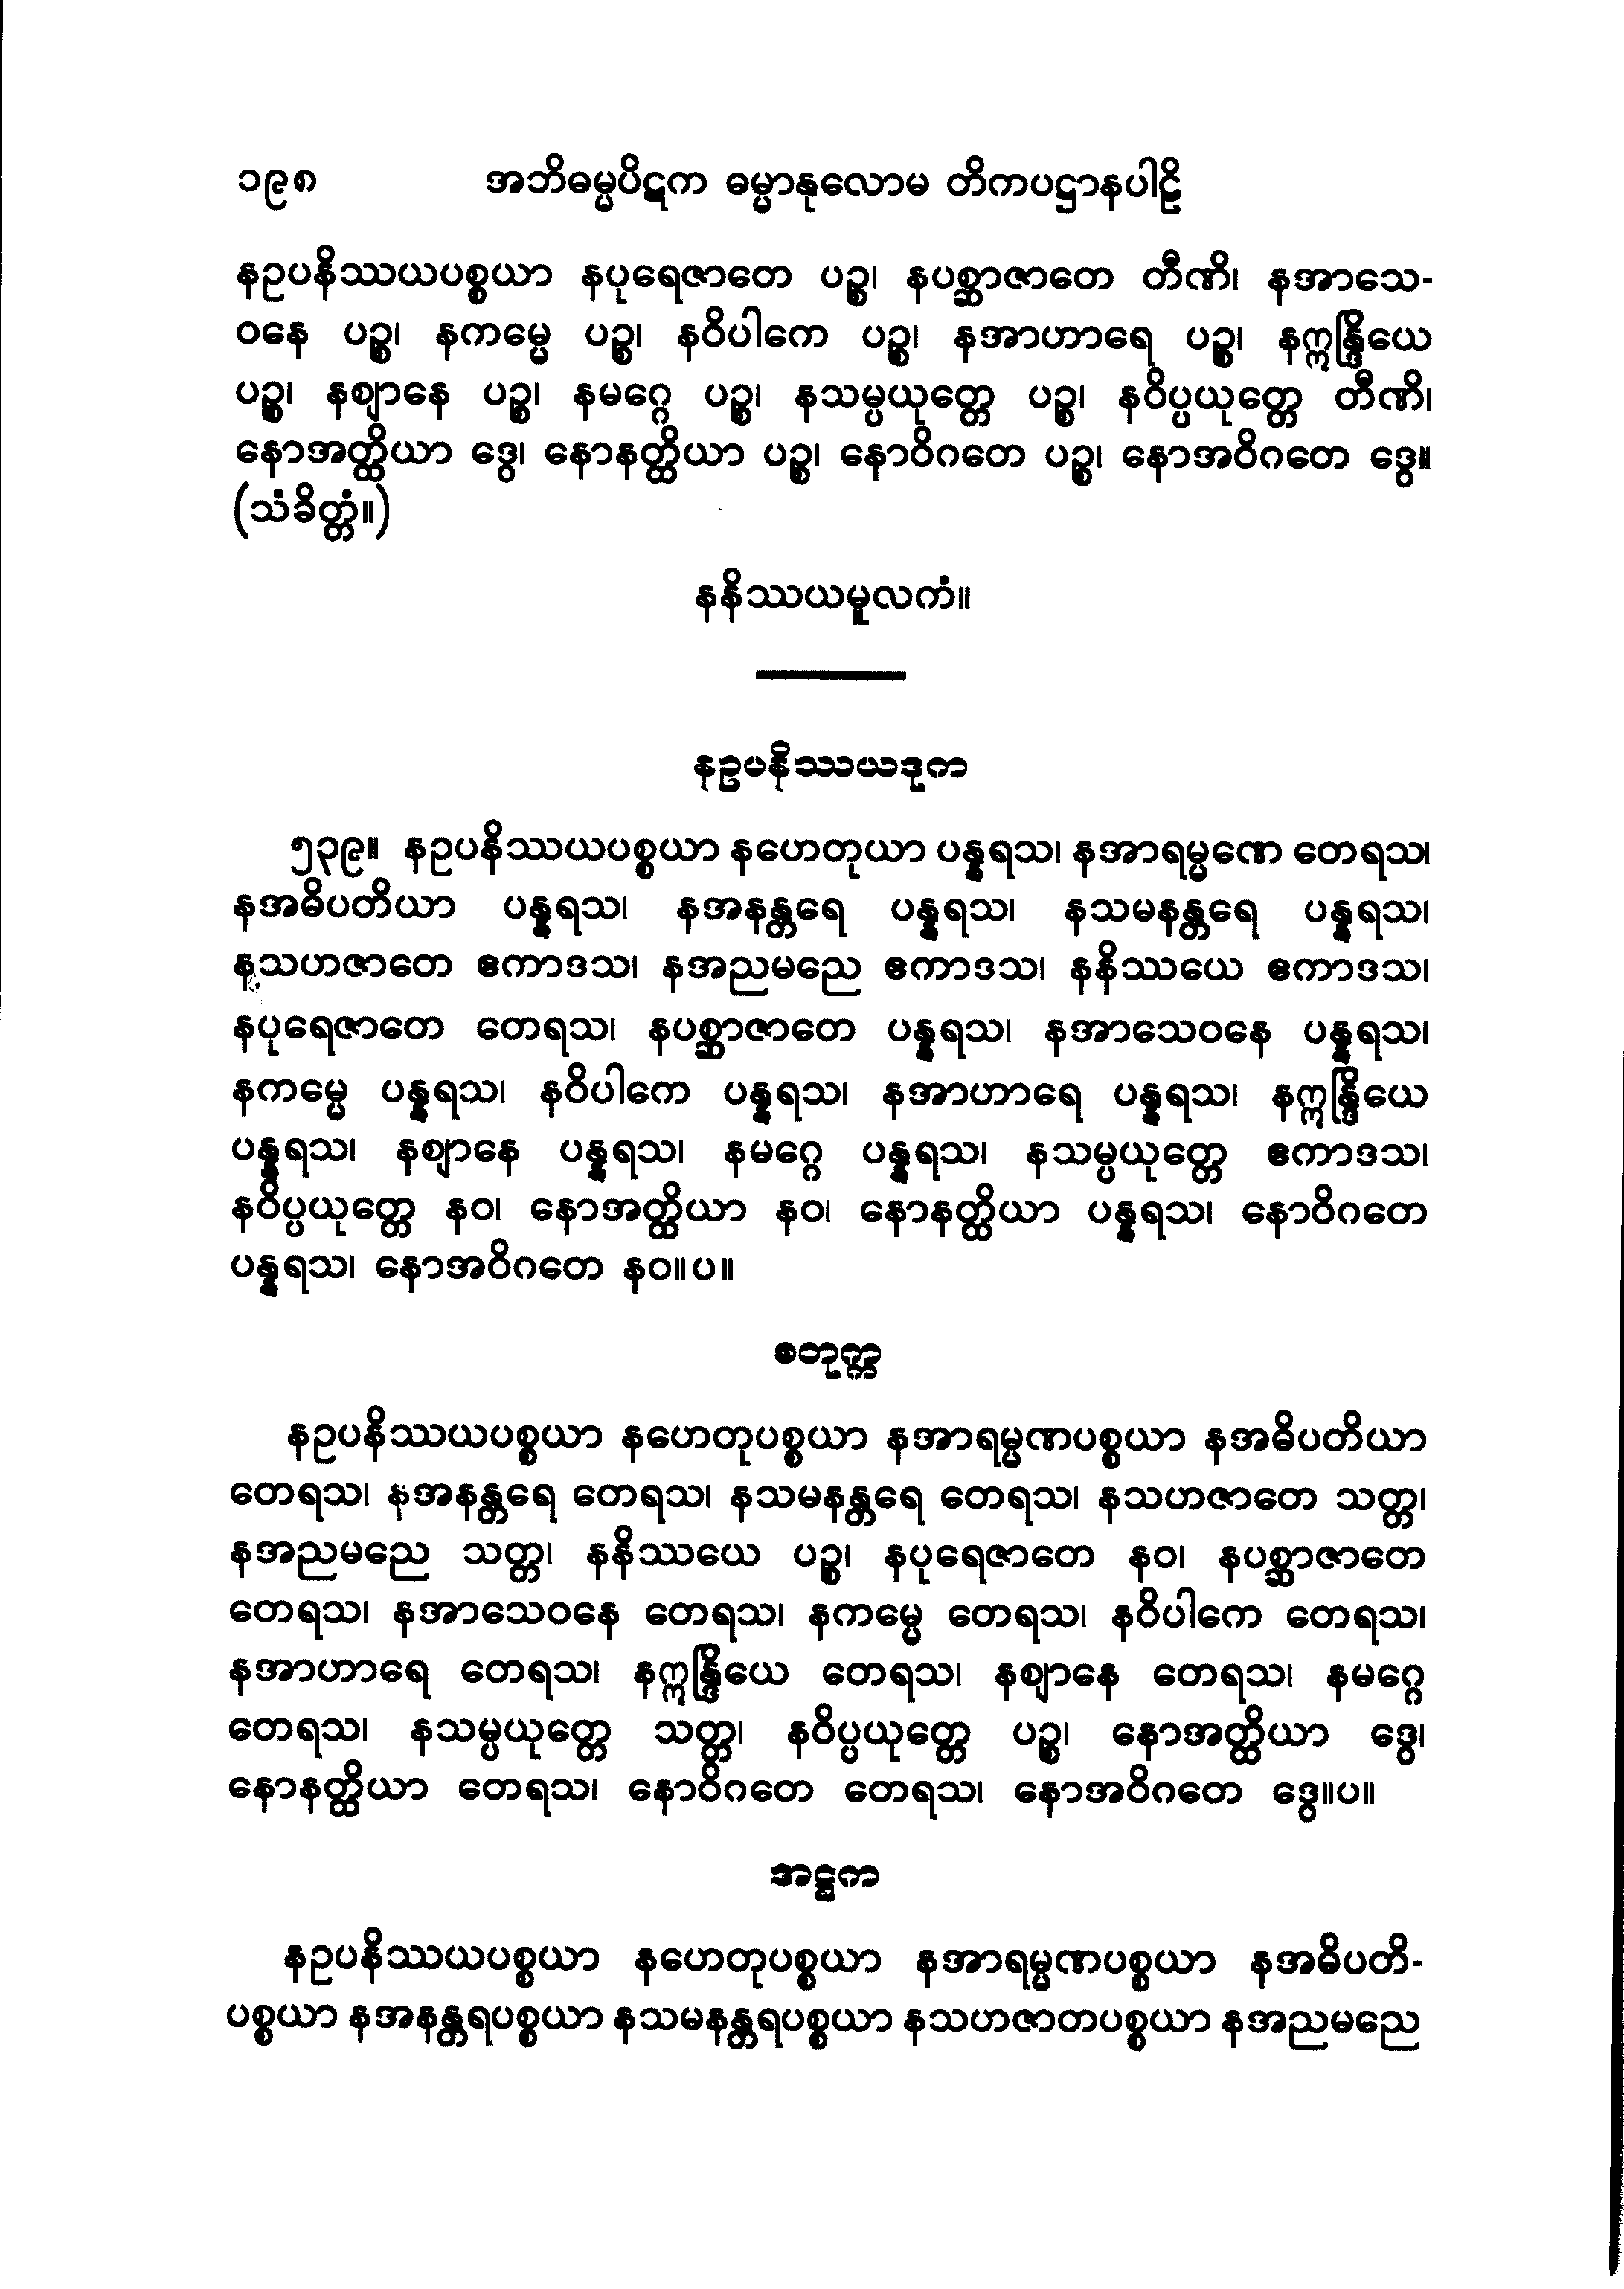 ၁၉၈ အဘိဓမ္မပိဋက ဓမ္မာနုလောမ တိကပဋ္ဌာနပါဠိ
နဥပနိဿယပစ္စယာ နပုရေဇာတေ ပဉ္စ၊ နပစ္ဆာဇာတေ တီဏိ၊ နအာသေ-
ဝနေ ပဉ္စ၊ နကမ္မေ ပဉ္စ၊ နဝိပါကေ ပဉ္စ၊ နအာဟာရေ ပဉ္စ၊ နဣန္ဒြိယေ
ပဉ္စ၊ နဈာနေ ပဉ္စ၊ နမဂ္ဂေ ပဉ္စ၊ နသမ္ပယုတ္တေ ပဉ္စ၊ နဝိပ္ပယုတ္တေ တီဏိ၊
နောအတ္ထိယာ ဒွေ၊ နောနတ္ထိယာ ပဉ္စ၊ နောဝိဂတေ ပဉ္စ၊ နောအဝိဂတေ ဒွေ။
(သံခိတ္တံ။)
နနိဿယမူလကံ။
နဥပနိဿယဒုက
၅၃၉။ နဥပနိဿယပစ္စယာ နဟေတုယာ ပန္နရသ၊ နအာရမ္မဏေ တေရသ၊
နအဓိပတိယာ ပန္နရသ၊ နအနန္တရေ ပန္နရသ၊ နသမနန္တရေ ပန္နရသ၊
နသဟဇာတေ ဧကာဒသ၊ နအညမညေ ဧကာဒသ၊ နနိဿယေ ဧကာဒသ၊
နပုရေဇာတေ တေရသ၊ နပစ္ဆာဇာတေ ပန္နရသ၊ နအာသေဝနေ ပန္နရသ၊
နကမ္မေ ပန္နရသ၊ နဝိပါကေ ပန္နရသ၊ နအာဟာရေ ပန္နရသ၊ နဣန္ဒြိယေ
ပန္နရသ၊ နဈာနေ ပန္နရသ၊ နမဂ္ဂေ ပန္နရသ၊ နသမ္ပယုတ္တေ ဧကာဒသ၊
နဝိပ္ပယုတ္တေ နဝ၊ နောအတ္ထိယာ နဝ၊ နောနတ္ထိယာ ပန္နရသ၊ နောဝိဂတေ
ပန္နရသ၊ နောအဝိဂတေ နဝ။ပ။
စတုက္က
နဥပနိဿယပစ္စယာ နဟေတုပစ္စယာ နအာရမ္မဏပစ္စယာ နအဓိပတိယာ
တေရသ၊ နအနန္တရေ တေရသ၊ နသမနန္တရေ တေရသ၊ နသဟဇာတေ သတ္တ၊
နအညမညေ သတ္တ၊ နနိဿယေ ပဉ္စ၊ နပုရေဇာတေ နဝ၊ နပစ္ဆာဇာတေ
တေရသ၊ နအာသေဝနေ တေရသ၊ နကမ္မေ တေရသ၊ နဝိပါကေ တေရသ၊
နအာဟာရေ တေရသ၊ နဣန္ဒြိယေ တေရသ၊ နဈာနေ တေရသ၊ နမဂ္ဂေ
တေရသ၊ နသမ္ပယုတ္တေ သတ္တ၊ နဝိပ္ပယုတ္တေ ပဉ္စ၊ နောအတ္ထိယာ ဒွေ၊
နောနတ္ထိယာ တေရသ၊ နောဝိဂတေ တေရသ၊ နောအဝိဂတေ ဒွေ။ပ။
အဋ္ဌက
နဥပနိဿယပစ္စယာ နဟေတုပစ္စယာ နအာရမ္မဏပစ္စယာ နအဓိပတိ-
ပစ္စယာ နအနန္တရပစ္စယာ နသမနန္တရပစ္စယာ နသဟဇာတပစ္စယာ နအညမညေ